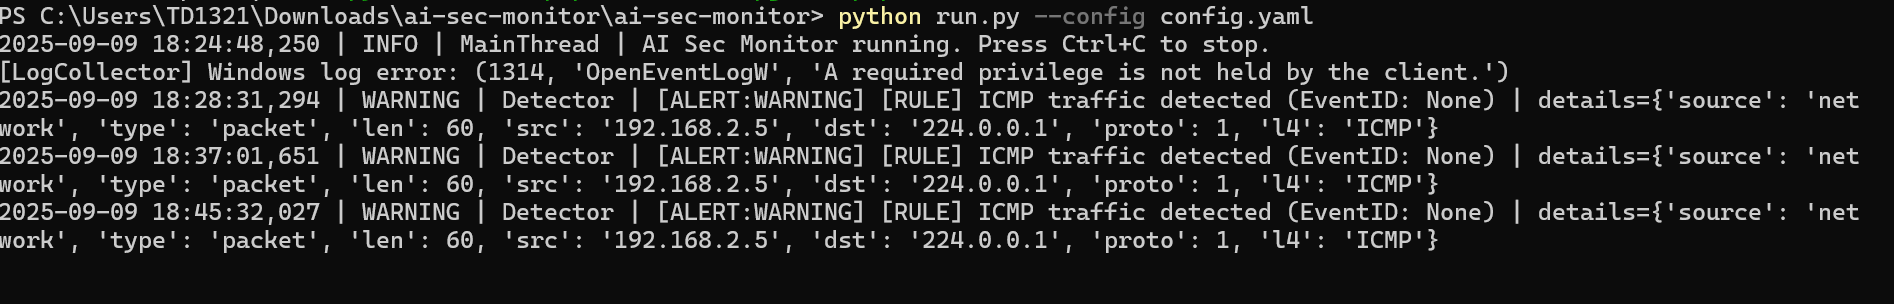 PS C:\Users\TD1321\Downloads\ai-sec-monitor\ai-sec-monitor> python run.py --config config.yaml
2025-09-09 18:24:48,250 | INFO | MainThread | AI Sec Monitor running. Press Ctrl+C to stop.
[LogCollector] Windows log error: (1314, 'OpenEventLogW', 'A required privilege is not held by the client.')
2025-09-09 18:28:31,294 | WARNING | Detector | [ALERT:WARNING] [RULE] ICMP traffic detected (EventID: None) | details={'source': 'net
work', 'type': 'packet', 'len': 60, 'src': '192.168.2.5', 'dst': '224.0.0.1', 'proto': 1, 'l4': 'ICMP'}
2025-09-09 18:37:01,651 | WARNING | Detector | [ALERT:WARNING] [RULE] ICMP traffic detected (EventID: None) | details={'source': 'net
work', 'type': 'packet', 'len': 60, 'src': '192.168.2.5', 'dst': '224.0.0.1', 'proto': 1, 'l4': 'ICMP'}
2025-09-09 18:45:32,027 | WARNING | Detector | [ALERT:WARNING] [RULE] ICMP traffic detected (EventID: None) | details={'source': 'net
work', 'type': 'packet', 'len': 60, 'src': '192.168.2.5', 'dst': '224.0.0.1', 'proto': 1, 'l4': 'ICMP'}